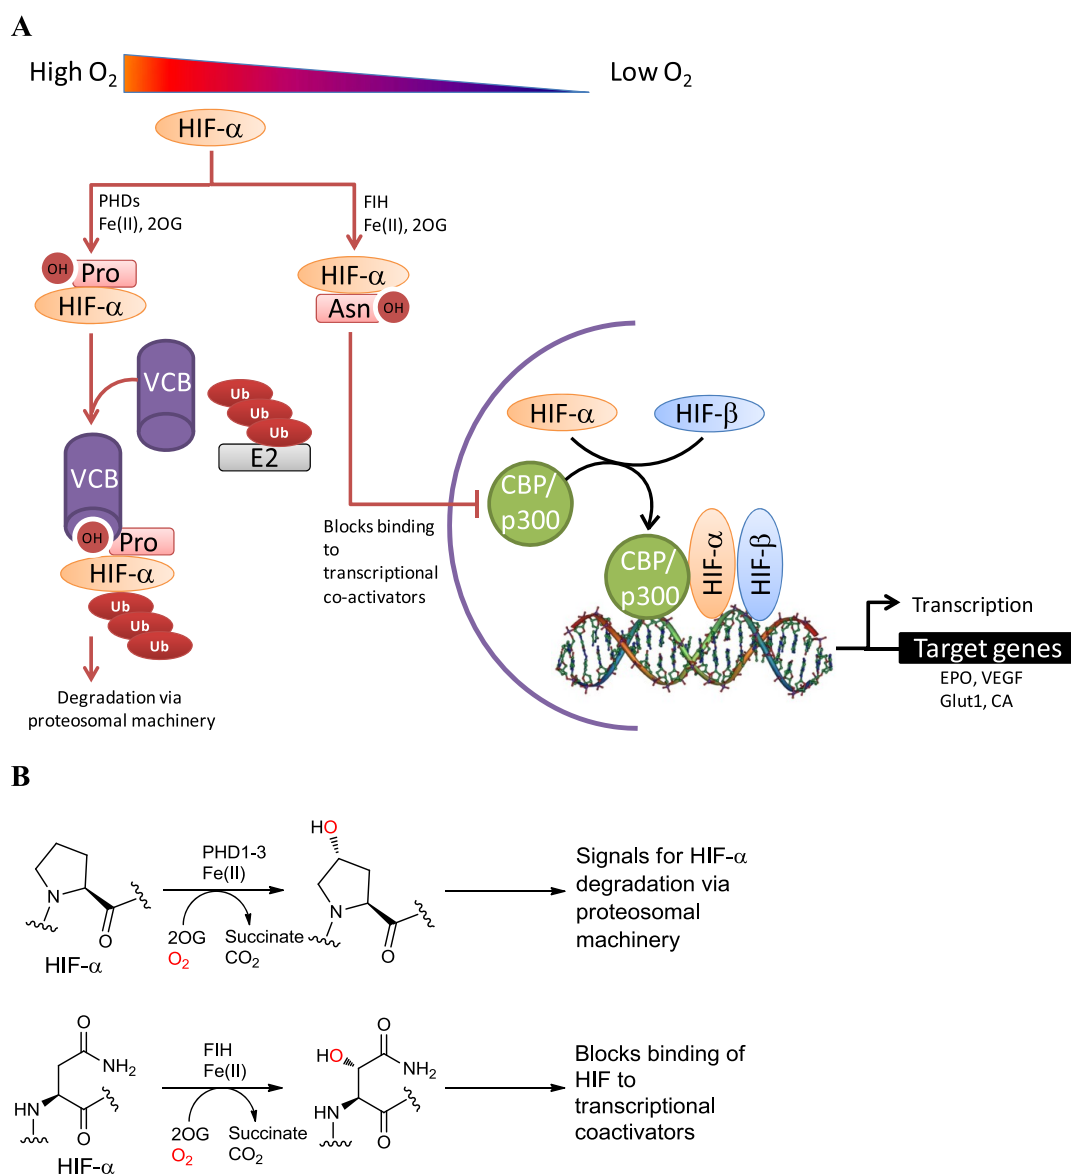 A
High O2
Low O2
HIF-α
PHDs
Fe(II), 2OG
FIH
Fe(II), 2OG
OH
Pro
HIF-α
HIF-α
Asn
OH
VCB
Ub
Ub
Ub
E2
VCB
OH
Pro
HIF-α
Ub
Ub
Ub
Degradation via
proteosomal machinery
Blocks binding
to
transcriptional
co-activators
HIF-α
HIF-β
CBP/
p300
CBP/
p300
HIF-α
HIF-β
Transcription
Target genes
EPO, VEGF
Glut1, CA
B
N
O
HIF-α
PHD1-3
Fe(II)
2OG
O2
Succinate
CO2
HO
N
O
Signals for HIF-α
degradation via
proteosomal
machinery
O
NH2
HN
O
HIF-α
FIH
Fe(II)
2OG
O2
Succinate
CO2
O
HO
NH2
HN
O
Blocks binding of
HIF to
transcriptional
coactivators